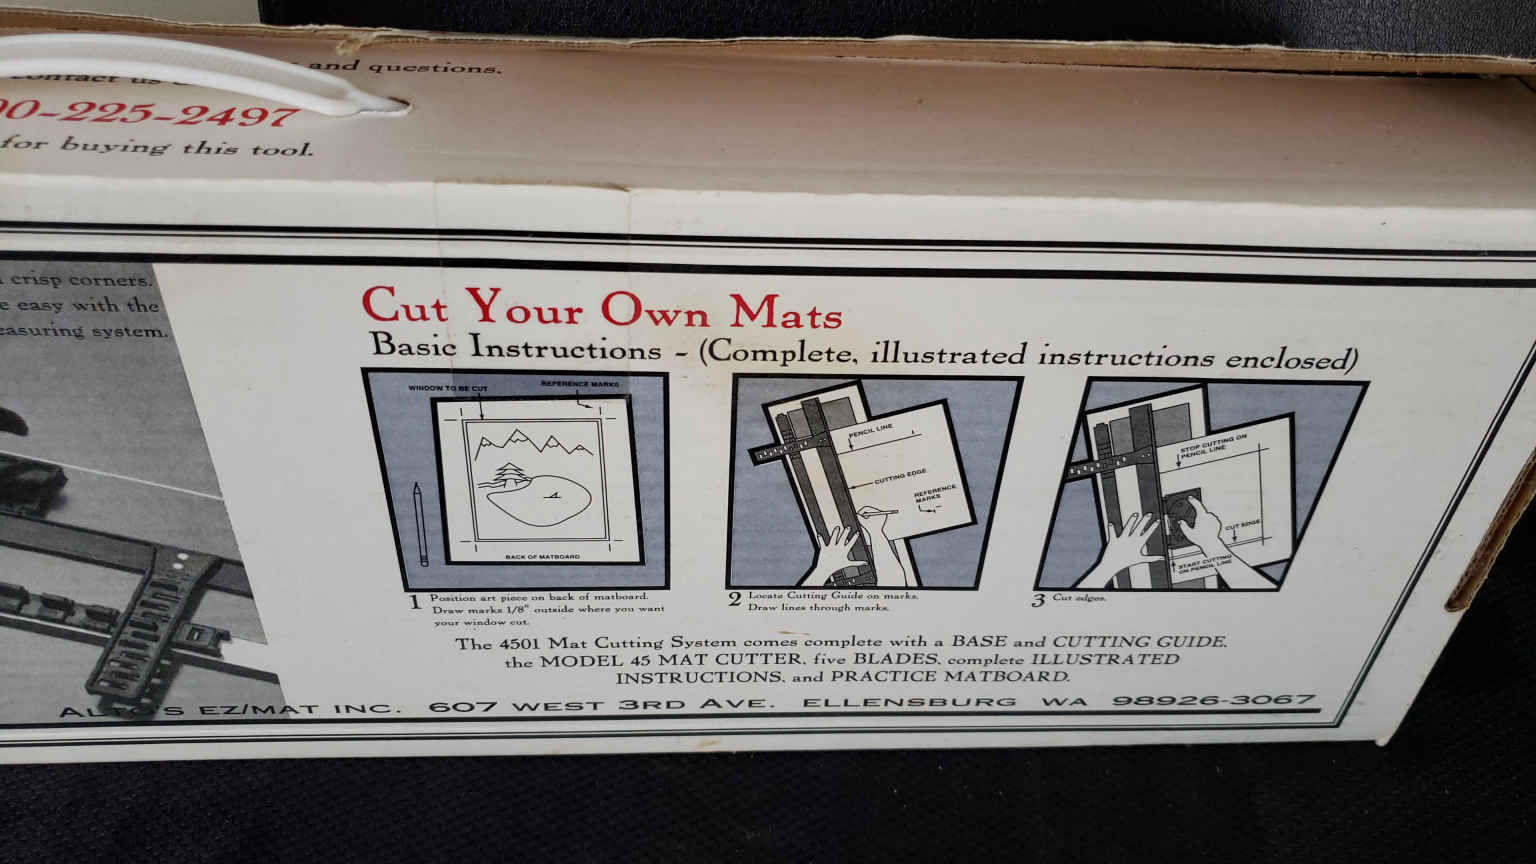 and questions.
contact us
00-225-2497
for buying this tool.
crisp corners.
e easy with the
easuring system.
Cut Your Own Mats
Basic Instructions - (Complete, illustrated instructions enclosed)
WINDOW TO BE CUT
REFERENCE MARKS
BACK OF MATBOARD
1 Position art piece on back of matboard.
Draw marks 1/8" outside where you want
your window cut.
PENCIL LINE
CUTTING EDGE
REFERENCE
MARKS
2 Locate Cutting Guide on marks.
Draw lines through marks.
STOP CUTTING ON
PENCIL LINE
CUT EDGE
START CUTTING
ON PENCIL LINE
3 Cut edges.
The 4501 Mat Cutting System comes complete with a BASE and CUTTING GUIDE,
the MODEL 45 MAT CUTTER, five BLADES, complete ILLUSTRATED
INSTRUCTIONS, and PRACTICE MATBOARD.
ALTO'S EZ/MAT INC. 607 WEST 3RD AVE. ELLENSBURG WA 98926-3067